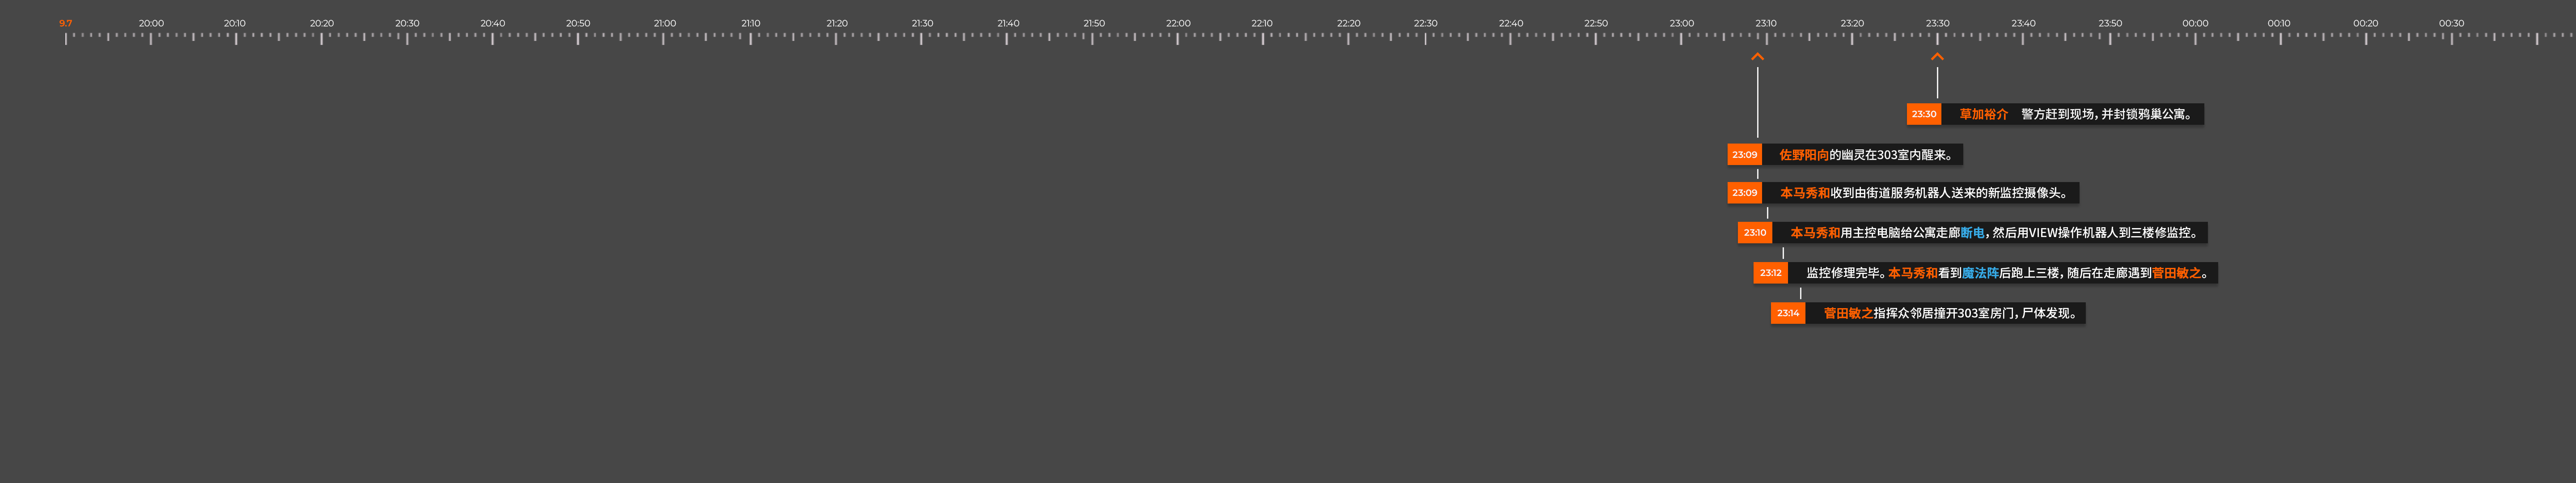 9.7 20:00 20:10 20:20 20:30 20:40 20:50 21:00 21:10 21:20 21:30 21:40 21:50 22:00 22:10 22:20 22:30 22:40 22:50 23:00 23:10 23:20 23:30 23:40 23:50 00:00 00:10 00:20 00:30
23:30 草加裕介 警方赶到现场，并封锁鸦巢公寓。
23:09 佐野阳向的幽灵在303室内醒来。
23:09 本马秀和收到由街道服务机器人送来的新监控摄像头。
23:10 本马秀和用主控电脑给公寓走廊断电，然后用VIEW操作机器人到三楼修监控。
23:12 监控修理完毕。本马秀和看到魔法阵后跑上三楼，随后在走廊遇到菅田敏之。
23:14 菅田敏之指挥众邻居撞开303室房门，尸体发现。